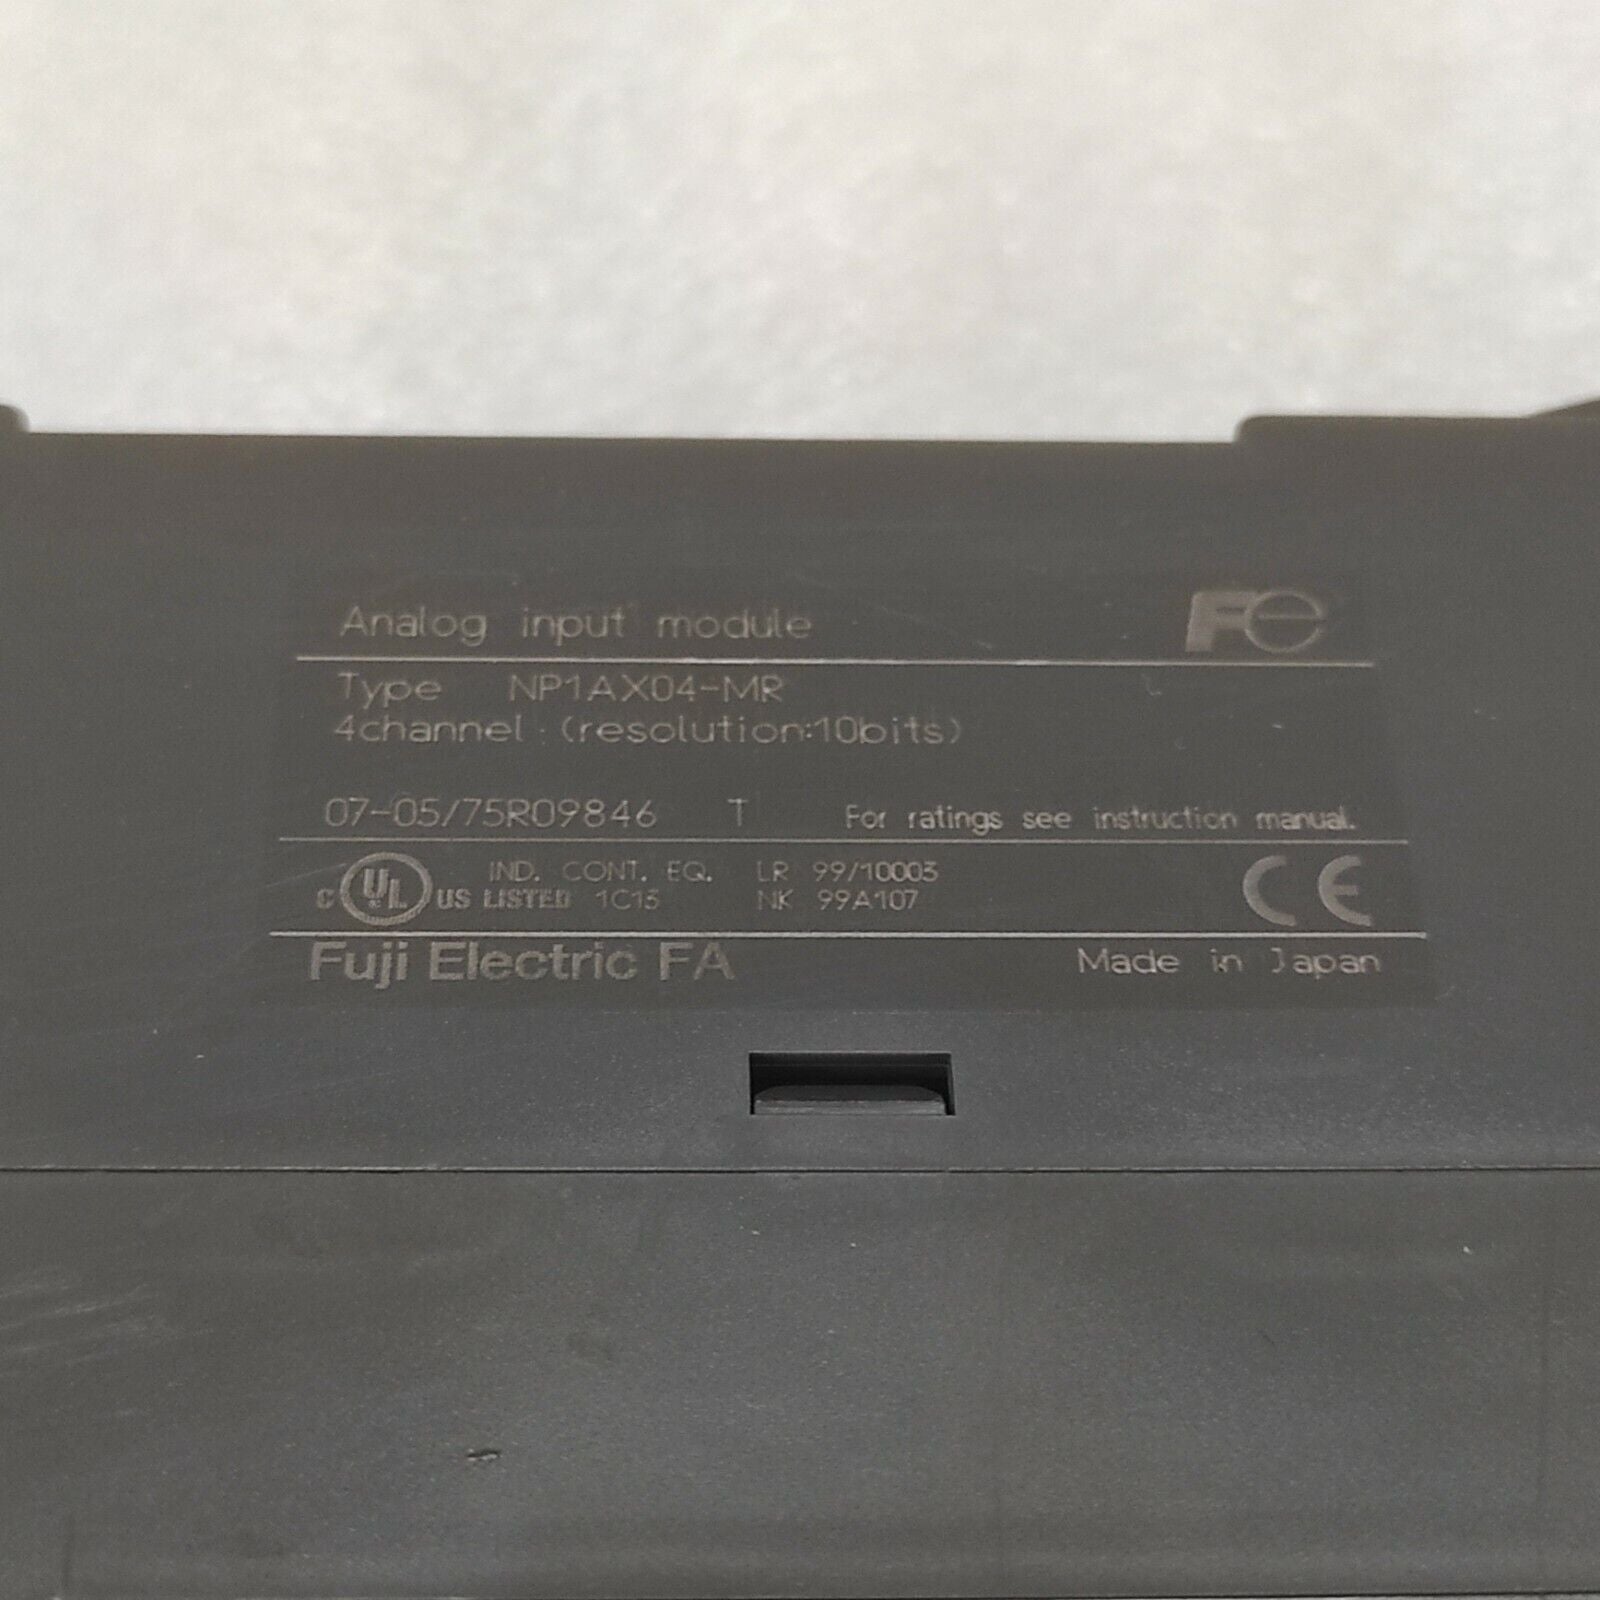 Analog input module Fe
Type NP1AX04-MR
4channel (resolution:10bits)
07-05/75R09846 T For ratings see instruction manual.
IND. CONT. EQ. LR 99/10003
c UL US LISTED 1C13 NK 99A107 CE
Fuji Electric FA Made in Japan